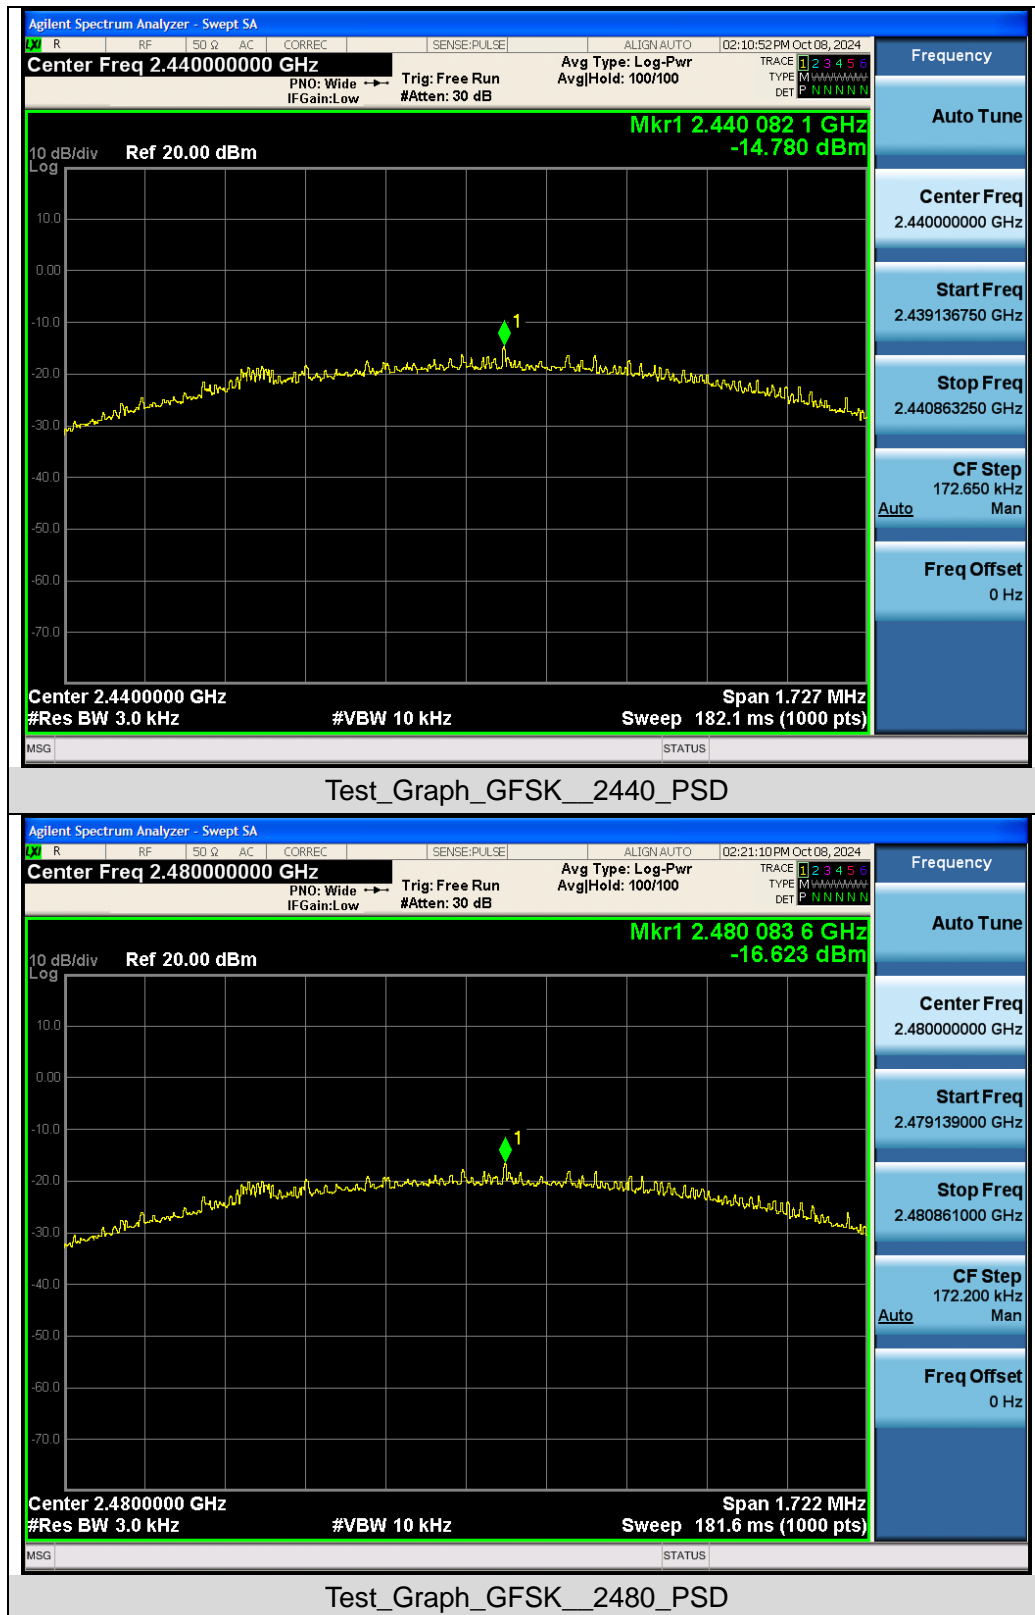 Agilent Spectrum Analyzer - Swept SA
LXI R RF 50 Ω AC CORREC SENSE:PULSE ALIGN AUTO 02:10:52 PM Oct 08, 2024
Center Freq 2.440000000 GHz
PNO: Wide
IFGain:Low
Trig: Free Run
#Atten: 30 dB
Avg Type: Log-Pwr
Avg|Hold: 100/100
TRACE 1 2 3 4 5 6
TYPE M
DET P N N N N N
Mkr1 2.440 082 1 GHz
-14.780 dBm
10 dB/div Ref 20.00 dBm
Log
10.0
0.00
-10.0
-20.0
-30.0
-40.0
-50.0
-60.0
-70.0
1
Center 2.4400000 GHz Span 1.727 MHz
#Res BW 3.0 kHz #VBW 10 kHz Sweep 182.1 ms (1000 pts)
MSG STATUS
Frequency
Auto Tune
Center Freq
2.440000000 GHz
Start Freq
2.439136750 GHz
Stop Freq
2.440863250 GHz
CF Step
172.650 kHz
Auto Man
Freq Offset
0 Hz
Test_Graph_GFSK__2440_PSD
Agilent Spectrum Analyzer - Swept SA
LXI R RF 50 Ω AC CORREC SENSE:PULSE ALIGN AUTO 02:21:10 PM Oct 08, 2024
Center Freq 2.480000000 GHz
PNO: Wide
IFGain:Low
Trig: Free Run
#Atten: 30 dB
Avg Type: Log-Pwr
Avg|Hold: 100/100
TRACE 1 2 3 4 5 6
TYPE M
DET P N N N N N
Mkr1 2.480 083 6 GHz
-16.623 dBm
10 dB/div Ref 20.00 dBm
Log
10.0
0.00
-10.0
-20.0
-30.0
-40.0
-50.0
-60.0
-70.0
1
Center 2.4800000 GHz Span 1.722 MHz
#Res BW 3.0 kHz #VBW 10 kHz Sweep 181.6 ms (1000 pts)
MSG STATUS
Frequency
Auto Tune
Center Freq
2.480000000 GHz
Start Freq
2.479139000 GHz
Stop Freq
2.480861000 GHz
CF Step
172.200 kHz
Auto Man
Freq Offset
0 Hz
Test_Graph_GFSK__2480_PSD